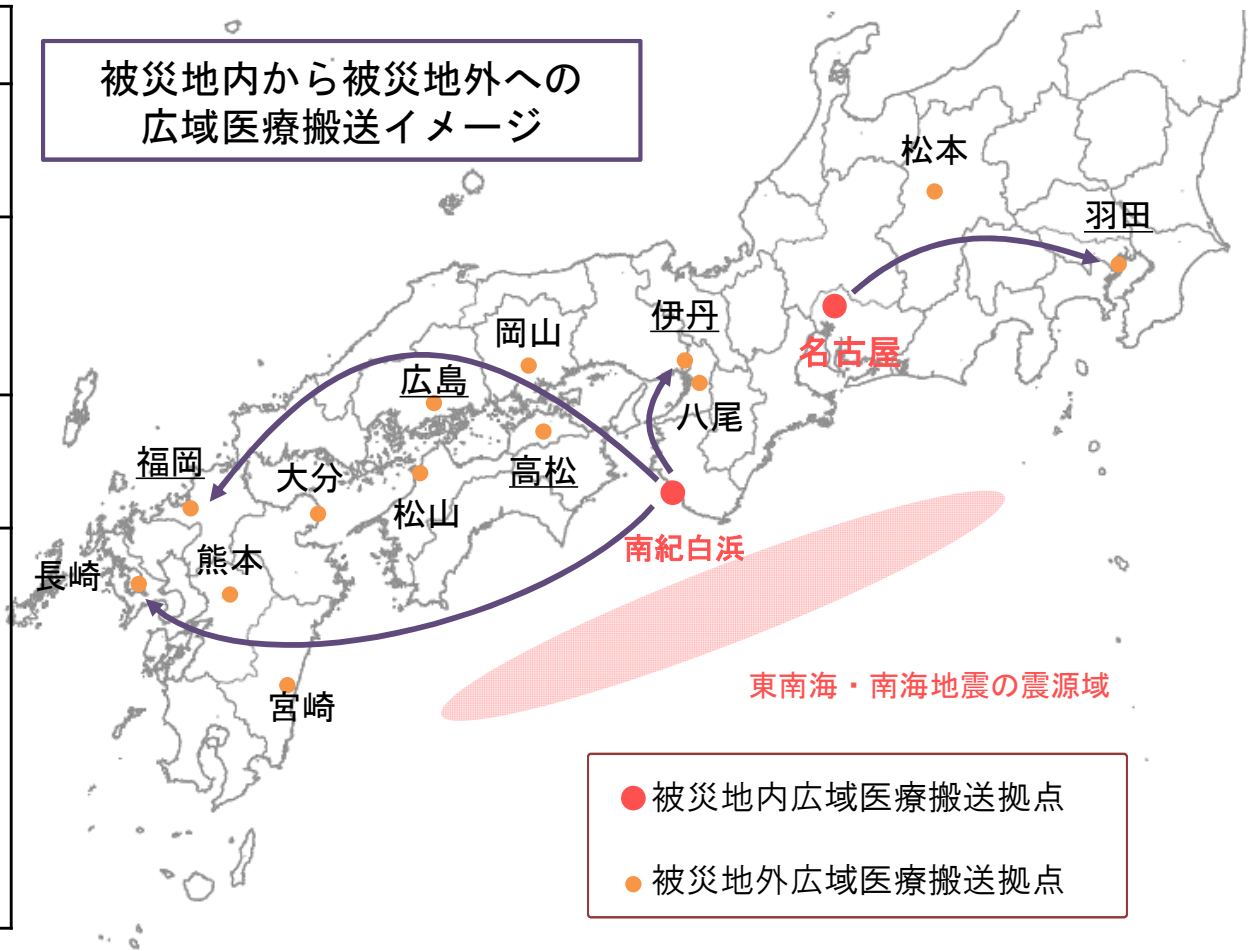 被災地内から被災地外への
広域医療搬送イメージ
松本
羽田
伊丹
岡山
名古屋
広島
八尾
福岡
大分
高松
松山
南紀白浜
熊本
長崎
宮崎
東南海・南海地震の震源域
被災地内広域医療搬送拠点
被災地外広域医療搬送拠点